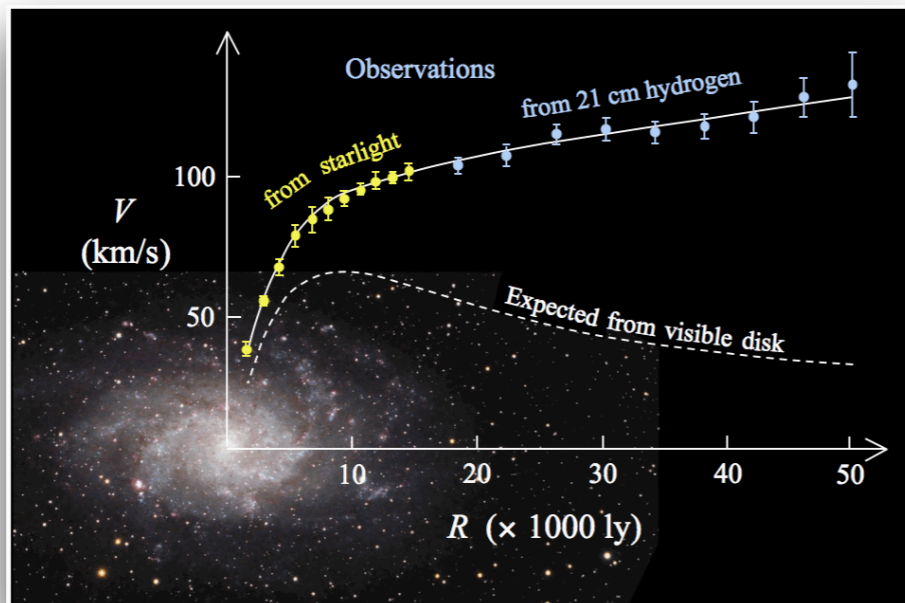 Observations
from 21 cm hydrogen
from starlight
100
V
(km/s)
50
Expected from visible disk
10 20 30 40 50
R (× 1000 ly)